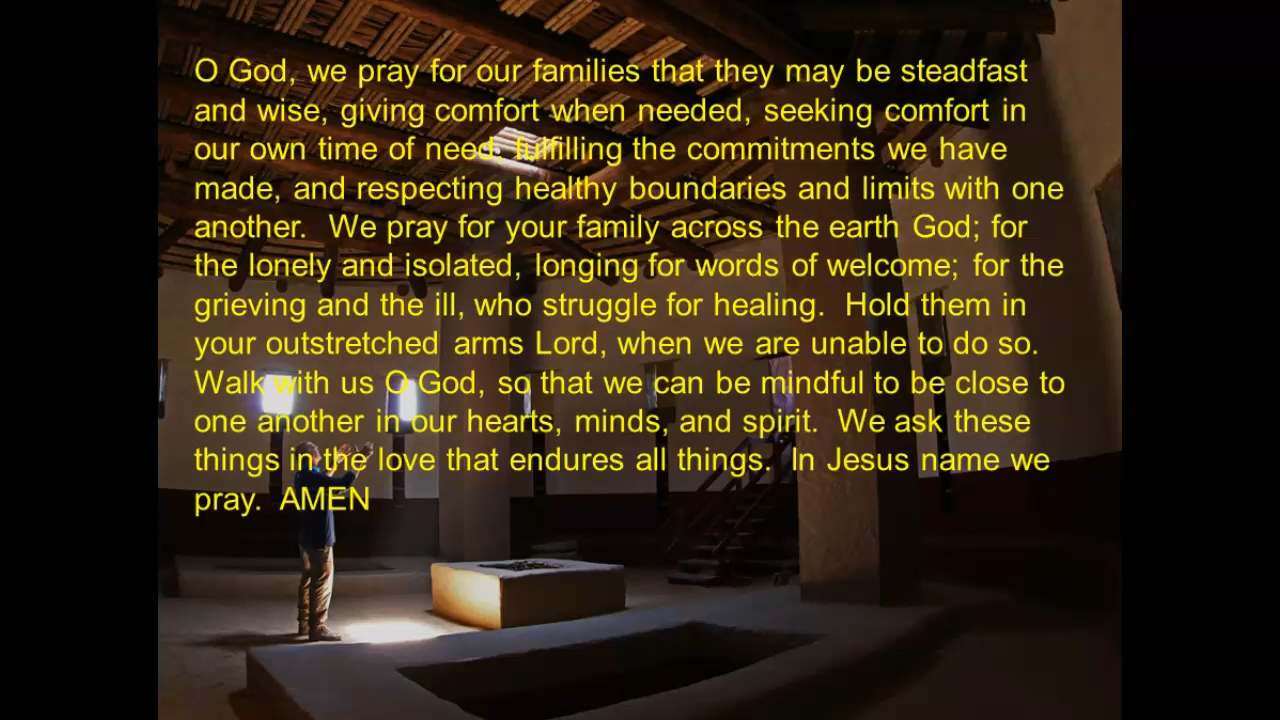 O God, we pray for our families that they may be steadfast
and wise, giving comfort when needed, seeking comfort in
our own time of need, fulfilling the commitments we have
made, and respecting healthy boundaries and limits with one
another.  We pray for your family across the earth God; for
the lonely and isolated, longing for words of welcome; for the
grieving and the ill, who struggle for healing.  Hold them in
your outstretched arms Lord, when we are unable to do so.
Walk with us O God, so that we can be mindful to be close to
one another in our hearts, minds, and spirit.  We ask these
things in the love that endures all things.  In Jesus name we
pray.  AMEN